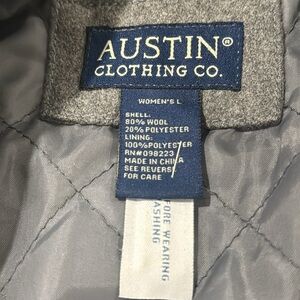 AUSTIN®
CLOTHING CO.
WOMEN'S L
SHELL:
80% WOOL
20% POLYESTER
LINING:
100% POLYESTER
RN#098223
MADE IN CHINA
SEE REVERSE
FOR CARE
WEARING